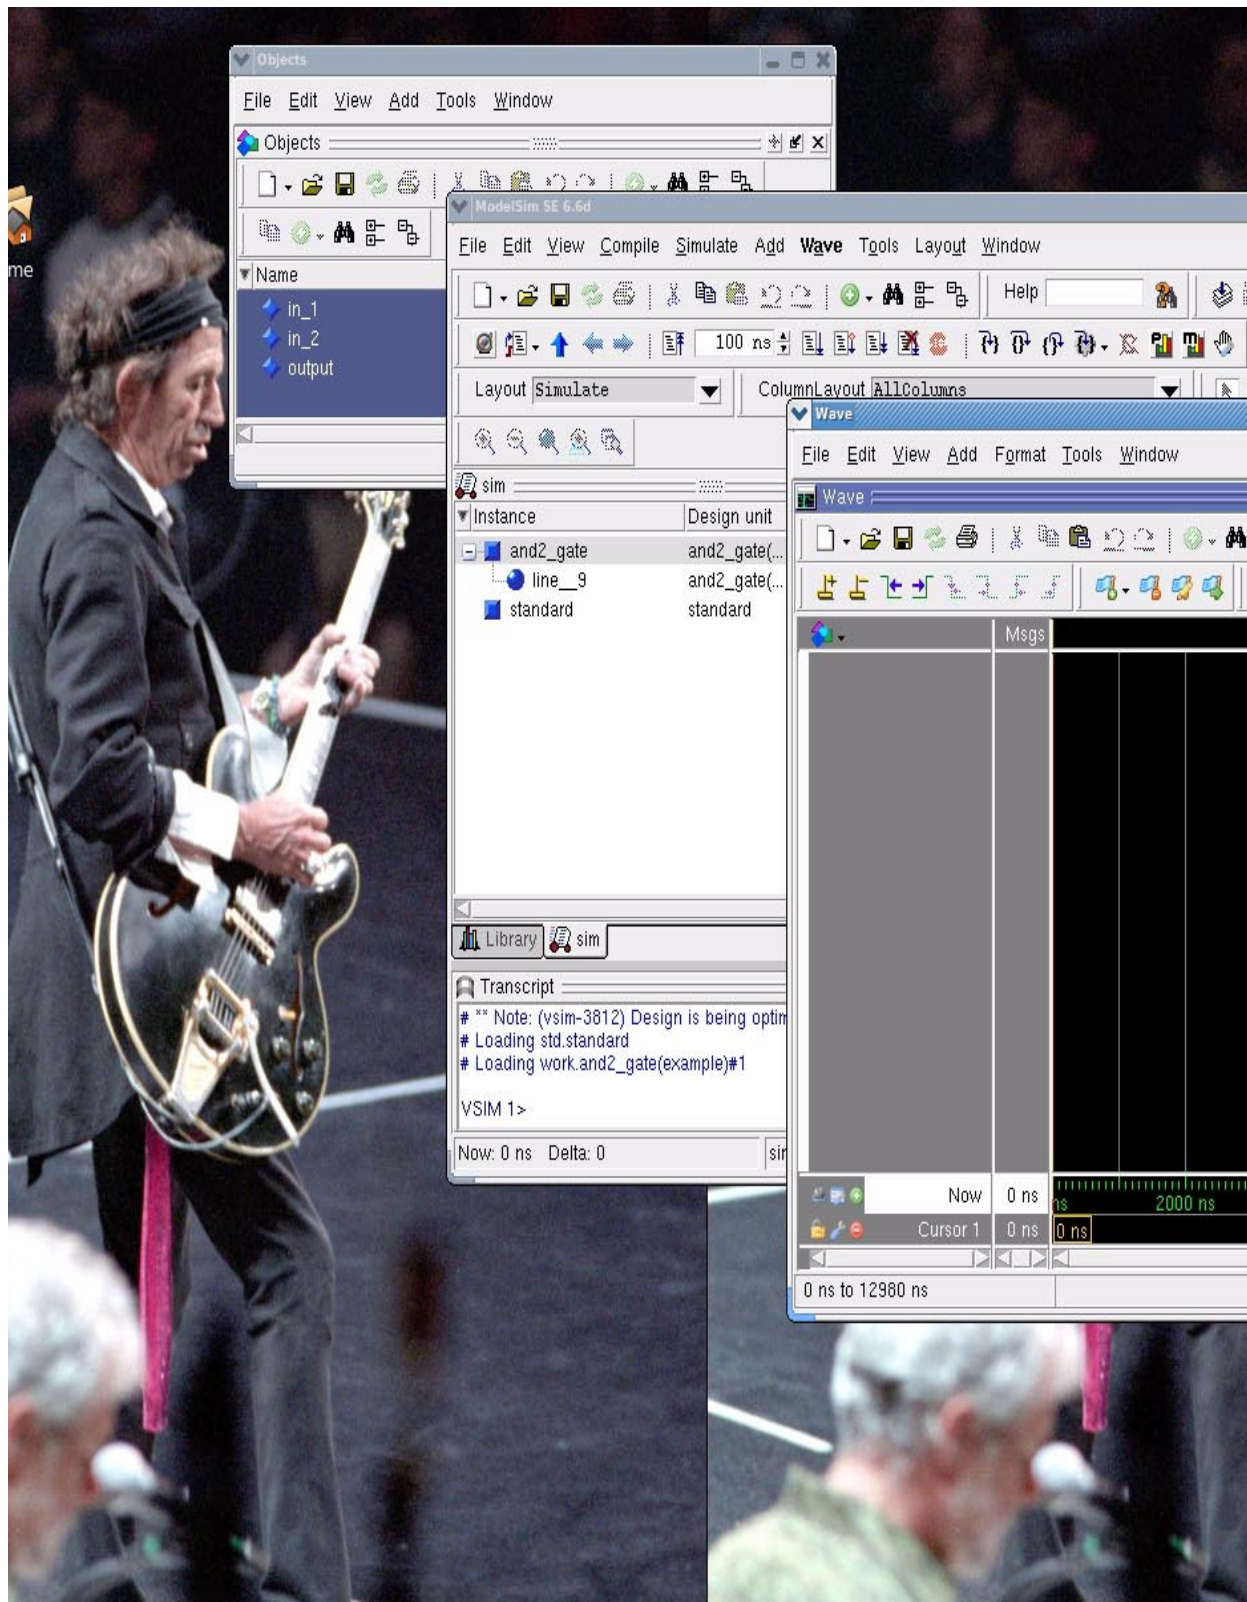 me
Objects
File Edit View Add Tools Window
Objects
Name
in_1
in_2
output
ModelSim SE 6.6d
File Edit View Compile Simulate Add Wave Tools Layout Window
Help
100 ns
Layout Simulate
ColumnLayout AllColumns
sim
Instance Design unit
and2_gate and2_gate(...
line__9 and2_gate(...
standard standard
Library sim
Transcript
# ** Note: (vsim-3812) Design is being optim
# Loading std.standard
# Loading work.and2_gate(example)#1
VSIM 1>
Now: 0 ns Delta: 0 sim
Wave
File Edit View Add Format Tools Window
Wave
Msgs
Now 0 ns
ns 2000 ns
Cursor 1 0 ns 0 ns
0 ns to 12980 ns